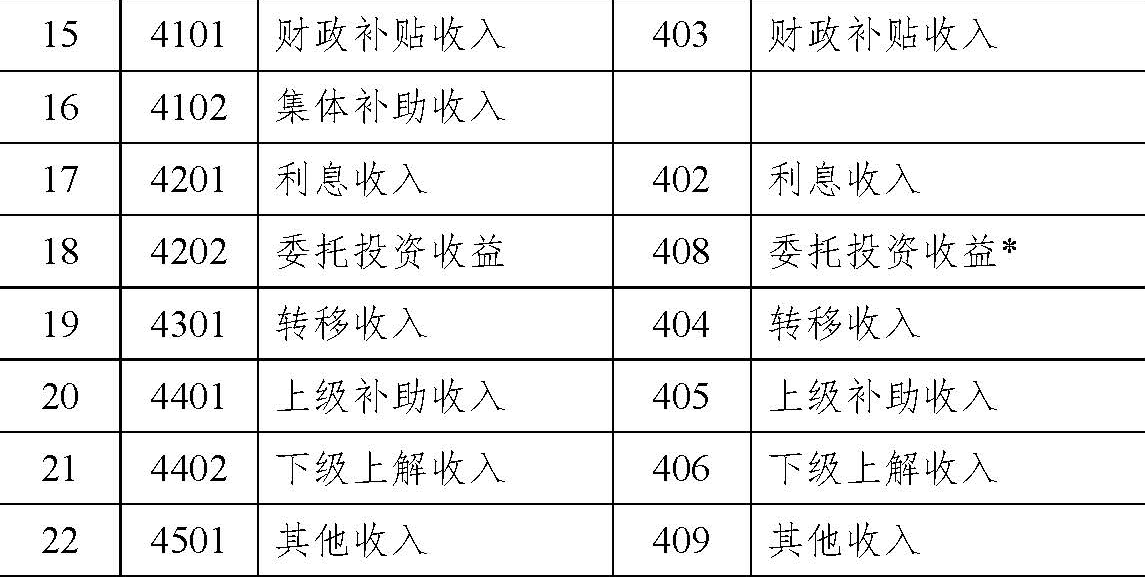 15 4101 财政补贴收入 403 财政补贴收入
16 4102 集体补助收入
17 4201 利息收入 402 利息收入
18 4202 委托投资收益 408 委托投资收益*
19 4301 转移收入 404 转移收入
20 4401 上级补助收入 405 上级补助收入
21 4402 下级上解收入 406 下级上解收入
22 4501 其他收入 409 其他收入